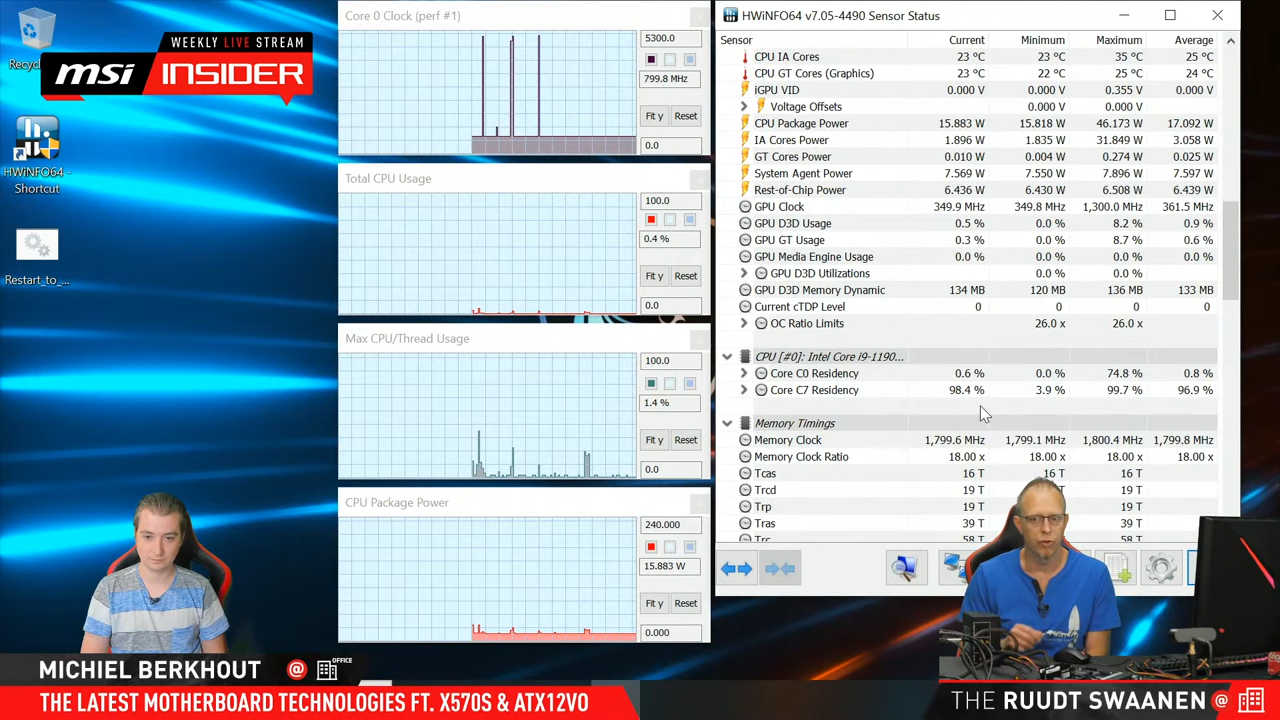 Recyc
WEEKLY LIVE STREAM
msi INSIDER
HWiNFO64 -
Shortcut
Restart_to_...
Core 0 Clock (perf #1)
5300.0
799.8 MHz
Fit y Reset
0.0
Total CPU Usage
100.0
0.4 %
Fit y Reset
0.0
Max CPU/Thread Usage
100.0
1.4 %
Fit y Reset
0.0
CPU Package Power
240.000
15.883 W
Fit y Reset
0.000
HWiNFO64 v7.05-4490 Sensor Status
Sensor Current Minimum Maximum Average
CPU IA Cores 23 °C 23 °C 35 °C 25 °C
CPU GT Cores (Graphics) 23 °C 22 °C 25 °C 24 °C
iGPU VID 0.000 V 0.000 V 0.355 V 0.000 V
Voltage Offsets 0.000 V 0.000 V
CPU Package Power 15.883 W 15.818 W 46.173 W 17.092 W
IA Cores Power 1.896 W 1.835 W 31.849 W 3.058 W
GT Cores Power 0.010 W 0.004 W 0.274 W 0.025 W
System Agent Power 7.569 W 7.550 W 7.896 W 7.597 W
Rest-of-Chip Power 6.436 W 6.430 W 6.508 W 6.439 W
GPU Clock 349.9 MHz 349.8 MHz 1,300.0 MHz 361.5 MHz
GPU D3D Usage 0.5 % 0.0 % 8.2 % 0.9 %
GPU GT Usage 0.3 % 0.0 % 8.7 % 0.6 %
GPU Media Engine Usage 0.0 % 0.0 % 0.0 % 0.0 %
GPU D3D Utilizations 0.0 % 0.0 %
GPU D3D Memory Dynamic 134 MB 120 MB 136 MB 133 MB
Current cTDP Level 0 0 0 0
OC Ratio Limits 26.0 x 26.0 x
CPU [#0]: Intel Core i9-1190...
Core C0 Residency 0.6 % 0.0 % 74.8 % 0.8 %
Core C7 Residency 98.4 % 3.9 % 99.7 % 96.9 %
Memory Timings
Memory Clock 1,799.6 MHz 1,799.1 MHz 1,800.4 MHz 1,799.8 MHz
Memory Clock Ratio 18.00 x 18.00 x 18.00 x 18.00 x
Tcas 16 T 16 T 16 T
Trcd 19 T 19 T
Trp 19 T 19 T
Tras 39 T 39 T
Trc 58 T 58 T
MICHIEL BERKHOUT @ OFFICE
THE LATEST MOTHERBOARD TECHNOLOGIES FT. X570S & ATX12VO
THE RUUDT SWAANEN @